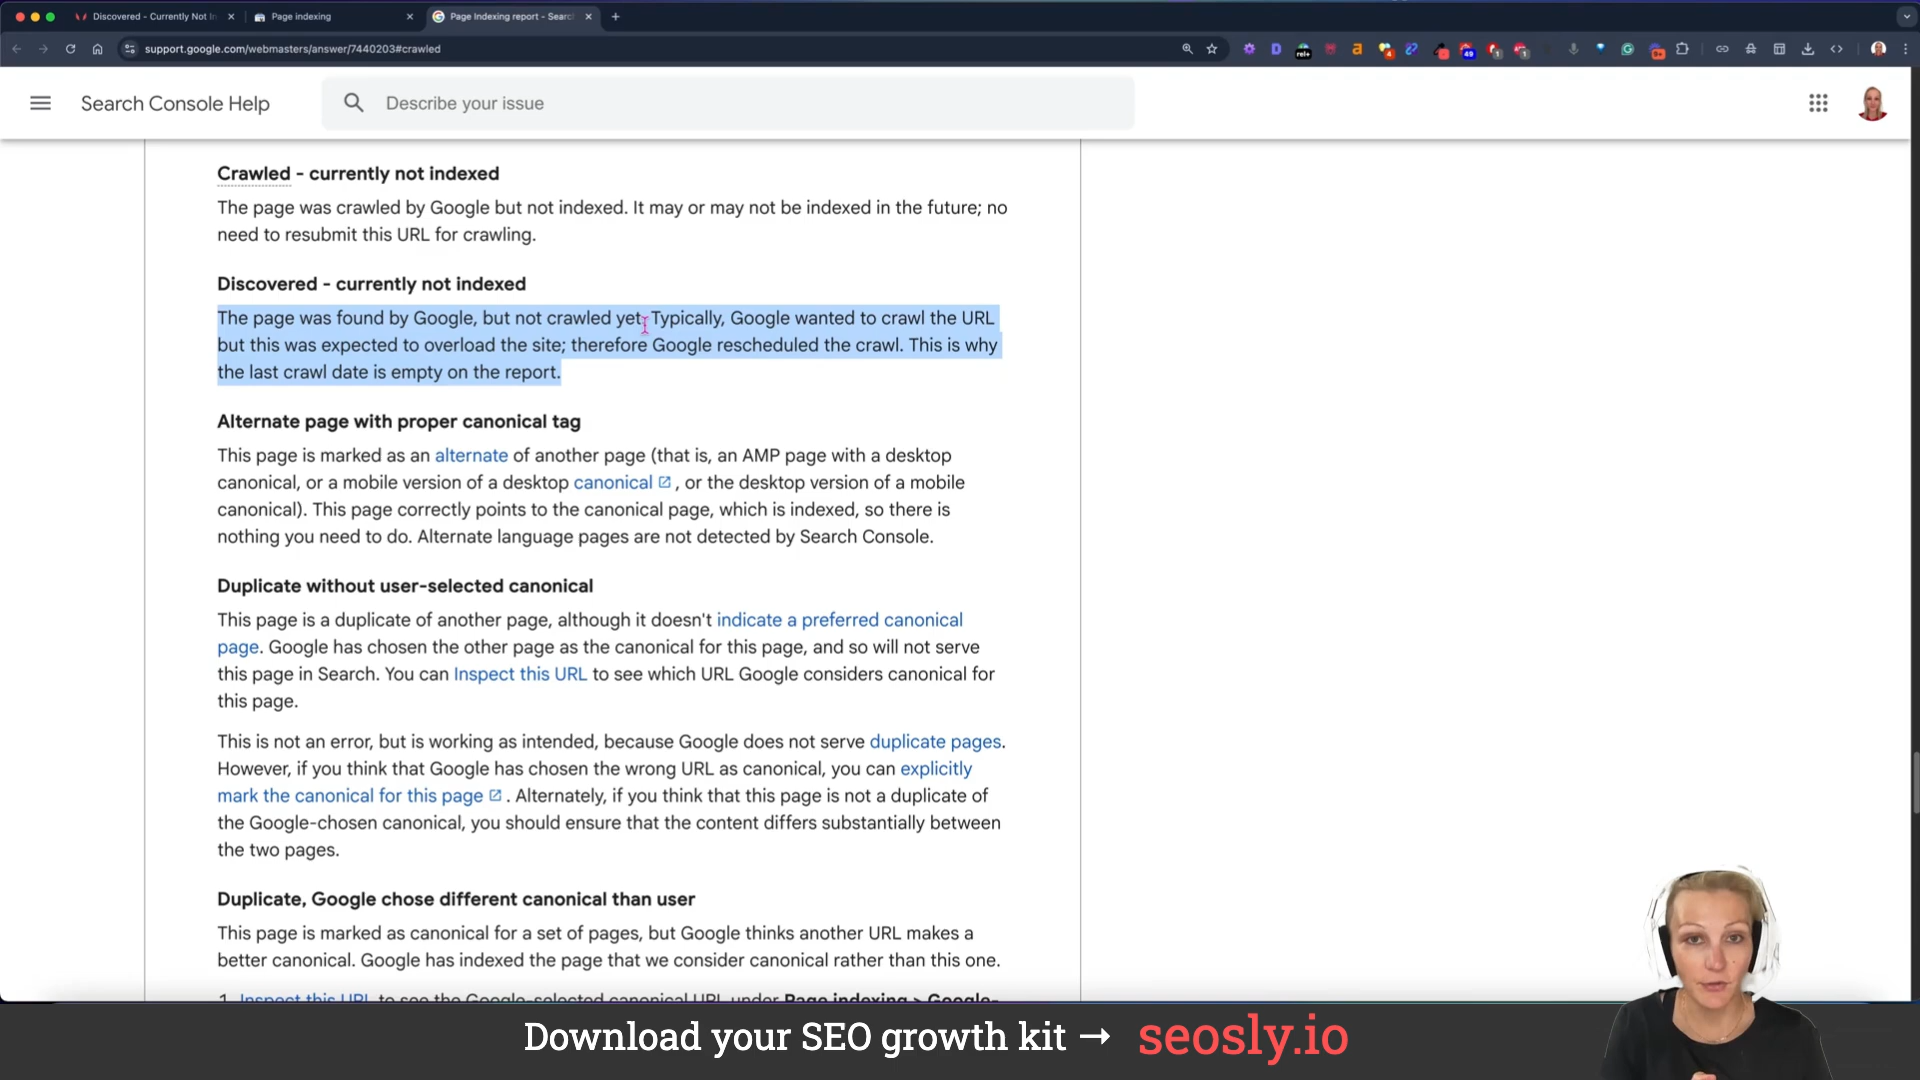 Discovered - Currently Not In
Page indexing
Page Indexing report - Searc
support.google.com/webmasters/answer/7440203#crawled
Search Console Help
Describe your issue
Crawled - currently not indexed
The page was crawled by Google but not indexed. It may or may not be indexed in the future; no
need to resubmit this URL for crawling.
Discovered - currently not indexed
The page was found by Google, but not crawled yet. Typically, Google wanted to crawl the URL
but this was expected to overload the site; therefore Google rescheduled the crawl. This is why
the last crawl date is empty on the report.
Alternate page with proper canonical tag
This page is marked as an alternate of another page (that is, an AMP page with a desktop
canonical, or a mobile version of a desktop canonical , or the desktop version of a mobile
canonical). This page correctly points to the canonical page, which is indexed, so there is
nothing you need to do. Alternate language pages are not detected by Search Console.
Duplicate without user-selected canonical
This page is a duplicate of another page, although it doesn't indicate a preferred canonical
page. Google has chosen the other page as the canonical for this page, and so will not serve
this page in Search. You can Inspect this URL to see which URL Google considers canonical for
this page.
This is not an error, but is working as intended, because Google does not serve duplicate pages.
However, if you think that Google has chosen the wrong URL as canonical, you can explicitly
mark the canonical for this page . Alternately, if you think that this page is not a duplicate of
the Google-chosen canonical, you should ensure that the content differs substantially between
the two pages.
Duplicate, Google chose different canonical than user
This page is marked as canonical for a set of pages, but Google thinks another URL makes a
better canonical. Google has indexed the page that we consider canonical rather than this one.
1. Inspect this URL to see the Google-selected canonical URL under Page indexing > Google-
Download your SEO growth kit → seosly.io